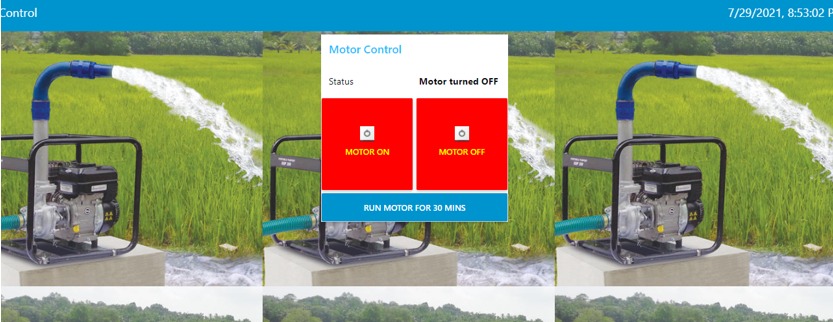 Control
7/29/2021, 8:53:02 P
Motor Control
Status
Motor turned OFF
MOTOR ON
MOTOR OFF
RUN MOTOR FOR 30 MINS